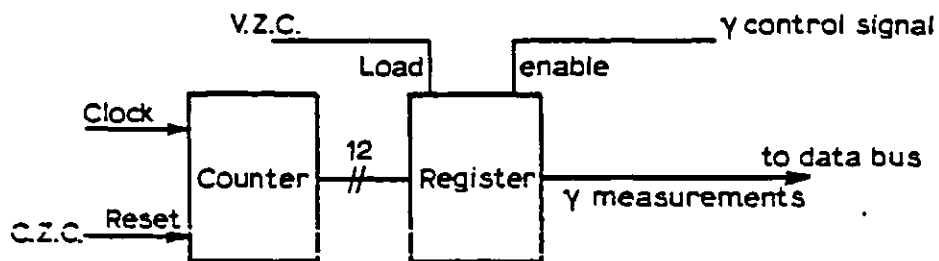 V.Z.C.
γ control signal
Load
enable
Clock
12
to data bus
Counter
Register
γ measurements
Reset
C.Z.C.